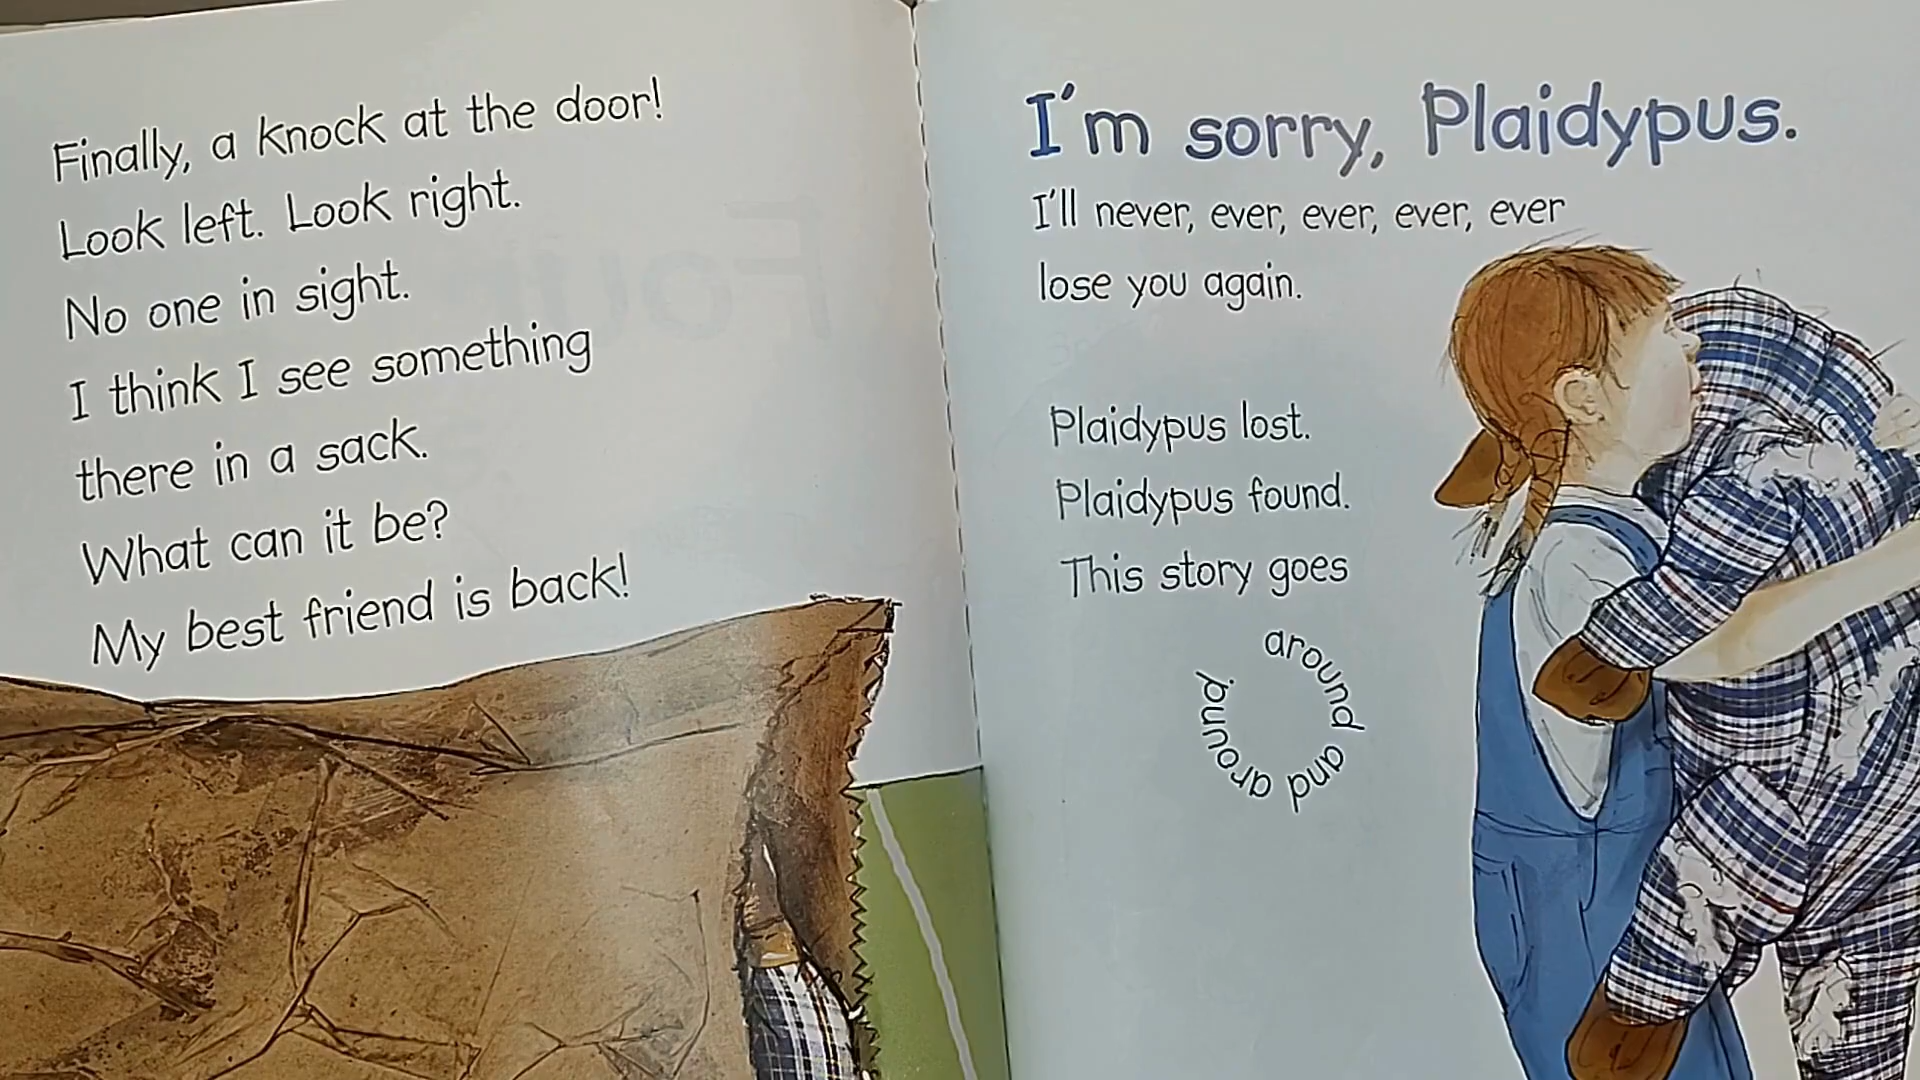 Finally, a knock at the door!
Look left. Look right.
No one in sight.
I think I see something
there in a sack.
What can it be?
My best friend is back!
I'm sorry, Plaidypus.
I'll never, ever, ever, ever, ever
lose you again.
Plaidypus lost.
Plaidypus found.
This story goes
around and around.